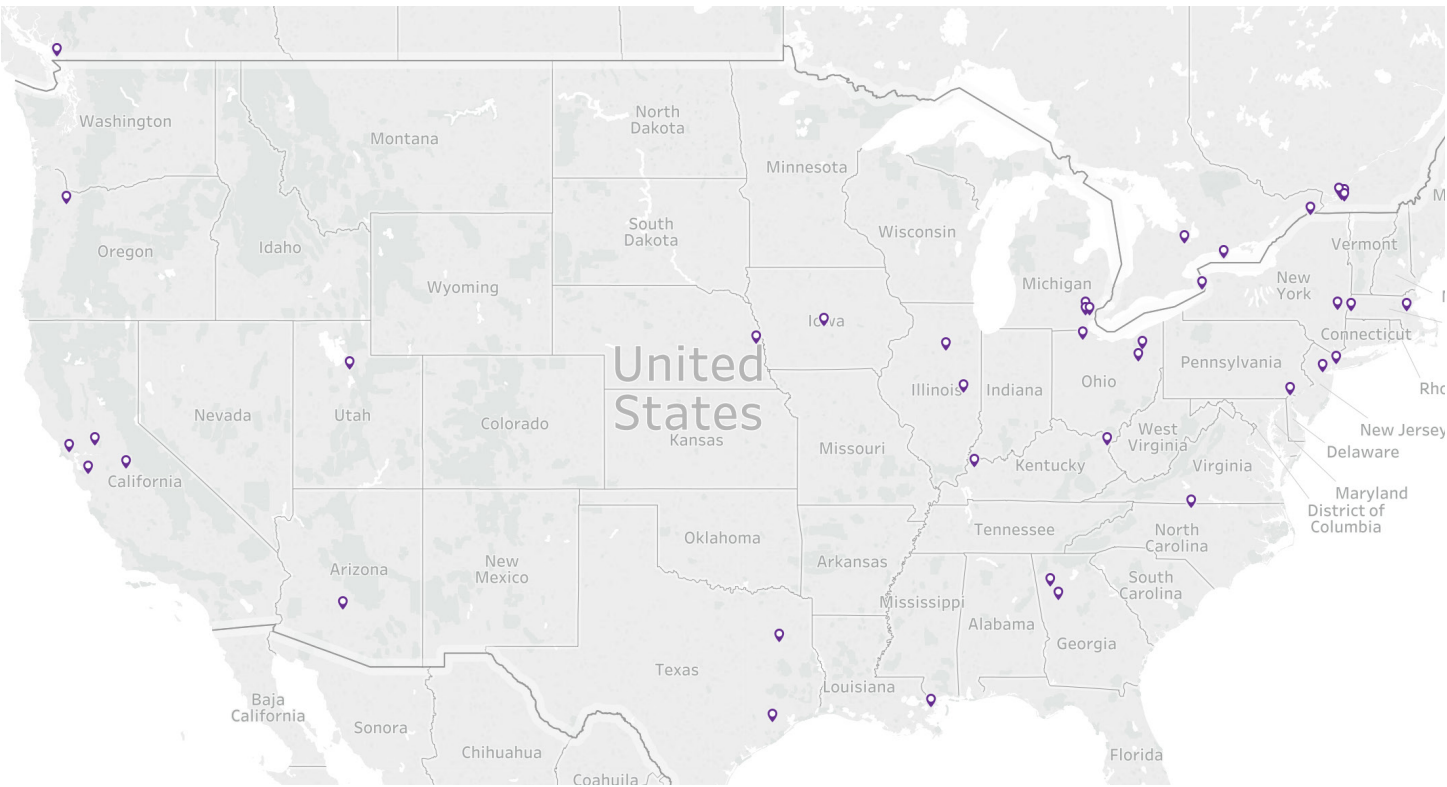 Washington
Montana
North
Dakota
Minnesota
Oregon
Idaho
South
Dakota
Wisconsin
Vermont
Wyoming
Michigan
New
York
Iowa
Connecticut
United
States
Pennsylvania
Nevada
Utah
Colorado
Illinois
Indiana
Ohio
Kansas
Missouri
West
Virginia
New Jersey
Delaware
California
Kentucky
Virginia
Maryland
District of
Columbia
Oklahoma
Tennessee
North
Carolina
Arizona
New
Mexico
Arkansas
South
Carolina
Mississippi
Alabama
Georgia
Texas
Louisiana
Baja
California
Sonora
Chihuahua
Coahuila
Florida